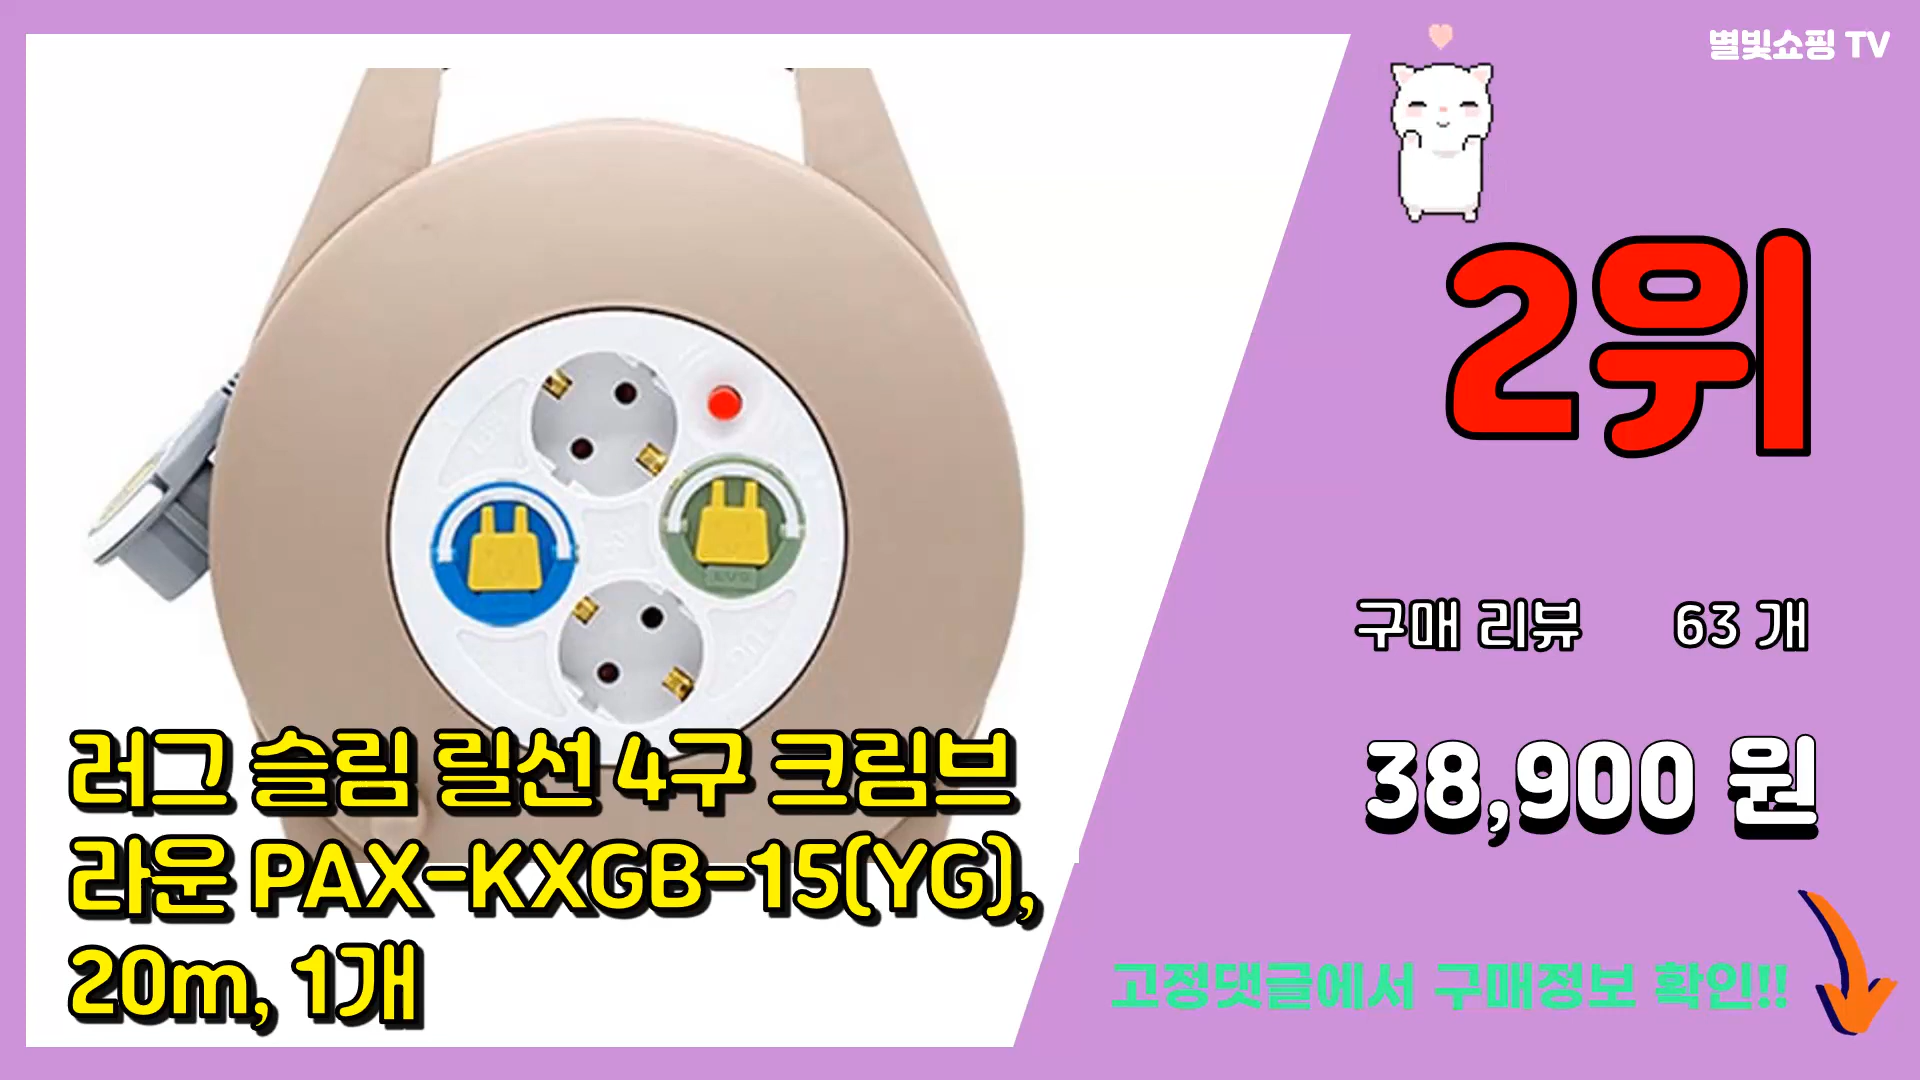 별빛쇼핑 TV
2위
구매 리뷰 63 개
38,900 원
러그 슬림 릴선 4구 크림브
라운 PAX-KXGB-15(YG),
20m, 1개
고정댓글에서 구매정보 확인!!